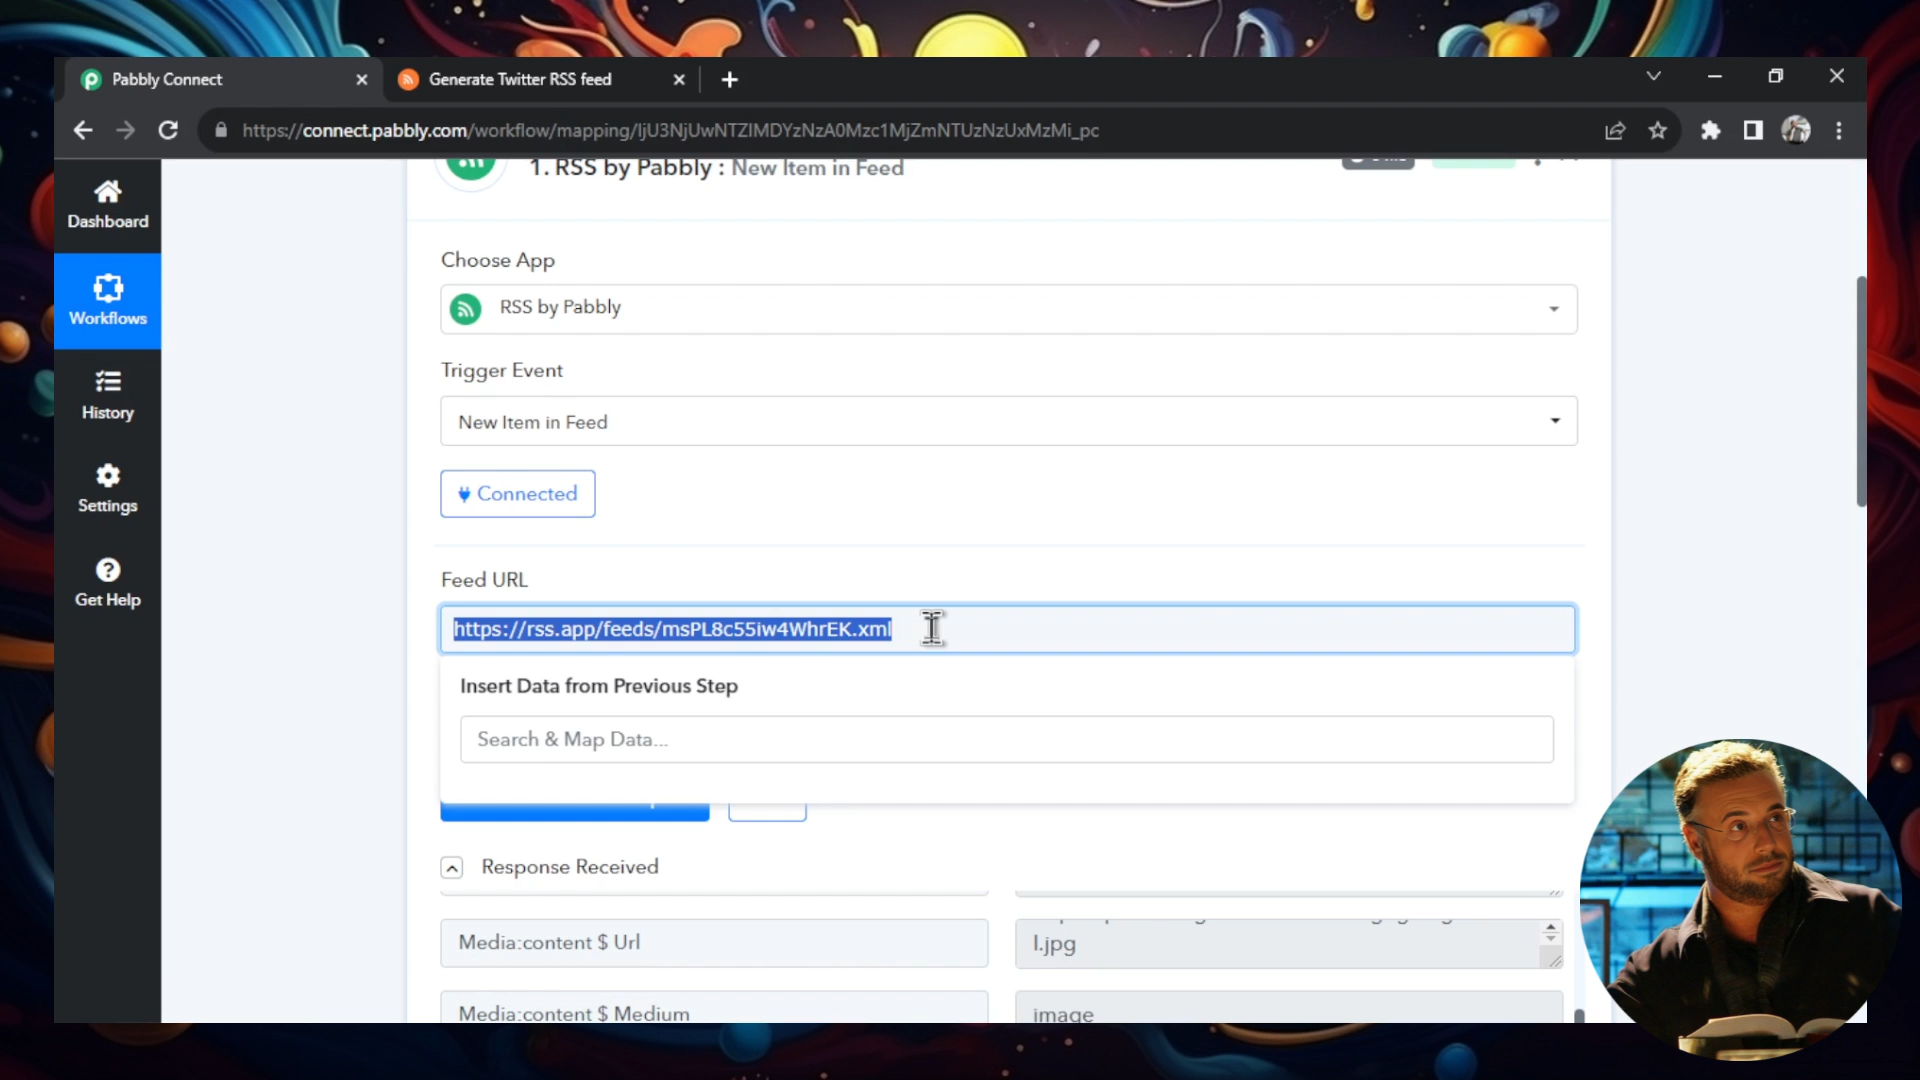 Pabbly Connect
Generate Twitter RSS feed
https://connect.pabbly.com/workflow/mapping/IjU3NjUwNTZlMDYzNzA0Mzc1MjZmNTUzNzUxMzMi_pc
1. RSS by Pabbly : New Item in Feed
Dashboard
Workflows
History
Settings
Get Help
Choose App
RSS by Pabbly
Trigger Event
New Item in Feed
Connected
Feed URL
https://rss.app/feeds/msPL8c55iw4WhrEK.xml
Insert Data from Previous Step
Search & Map Data...
Response Received
Media:content $ Url
l.jpg
Media:content $ Medium
image